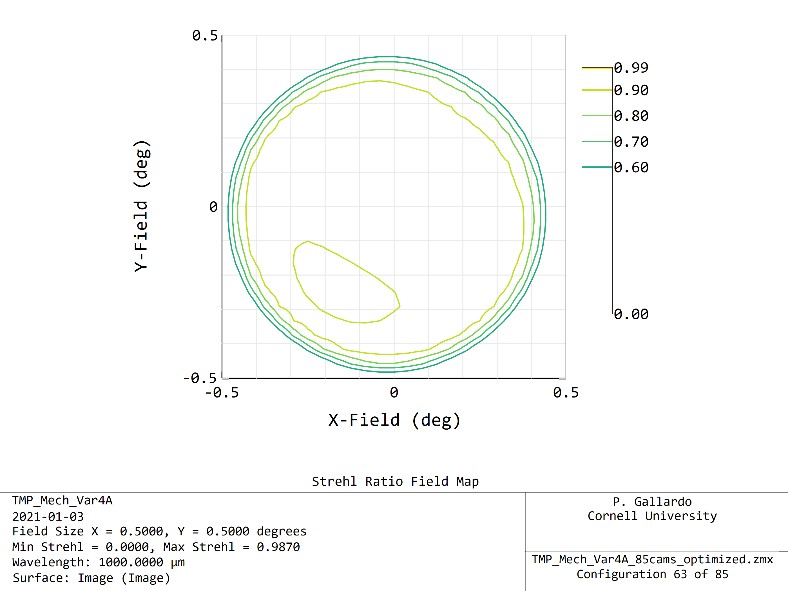 0.5
0
-0.5
-0.5
0
0.5
Y-Field (deg)
X-Field (deg)
0.99
0.90
0.80
0.70
0.60
0.00
Strehl Ratio Field Map
TMP_Mech_Var4A
2021-01-03
Field Size X = 0.5000, Y = 0.5000 degrees
Min Strehl = 0.0000, Max Strehl = 0.9870
Wavelength: 1000.0000 µm
Surface: Image (Image)
P. Gallardo
Cornell University
TMP_Mech_Var4A_85cams_optimized.zmx
Configuration 63 of 85